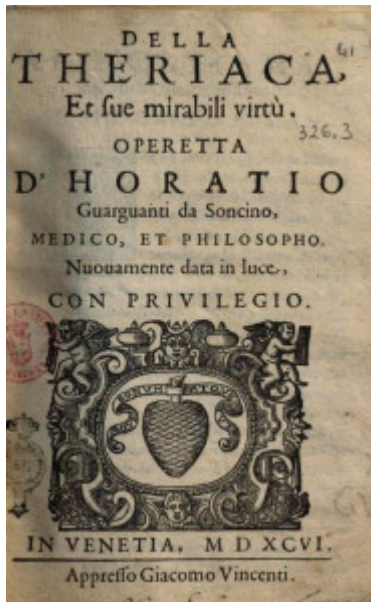 DELLA
THERIACA,
Et ſue mirabili virtù.
326.3
OPERETTA
D'HORATIO
Guarguanti da Soncino,
MEDICO, ET PHILOSOPHO.
Nuouamente data in luce,
CON PRIVILEGIO.
IN VENETIA, M D XCVI.
Appreſſo Giacomo Vincenti.